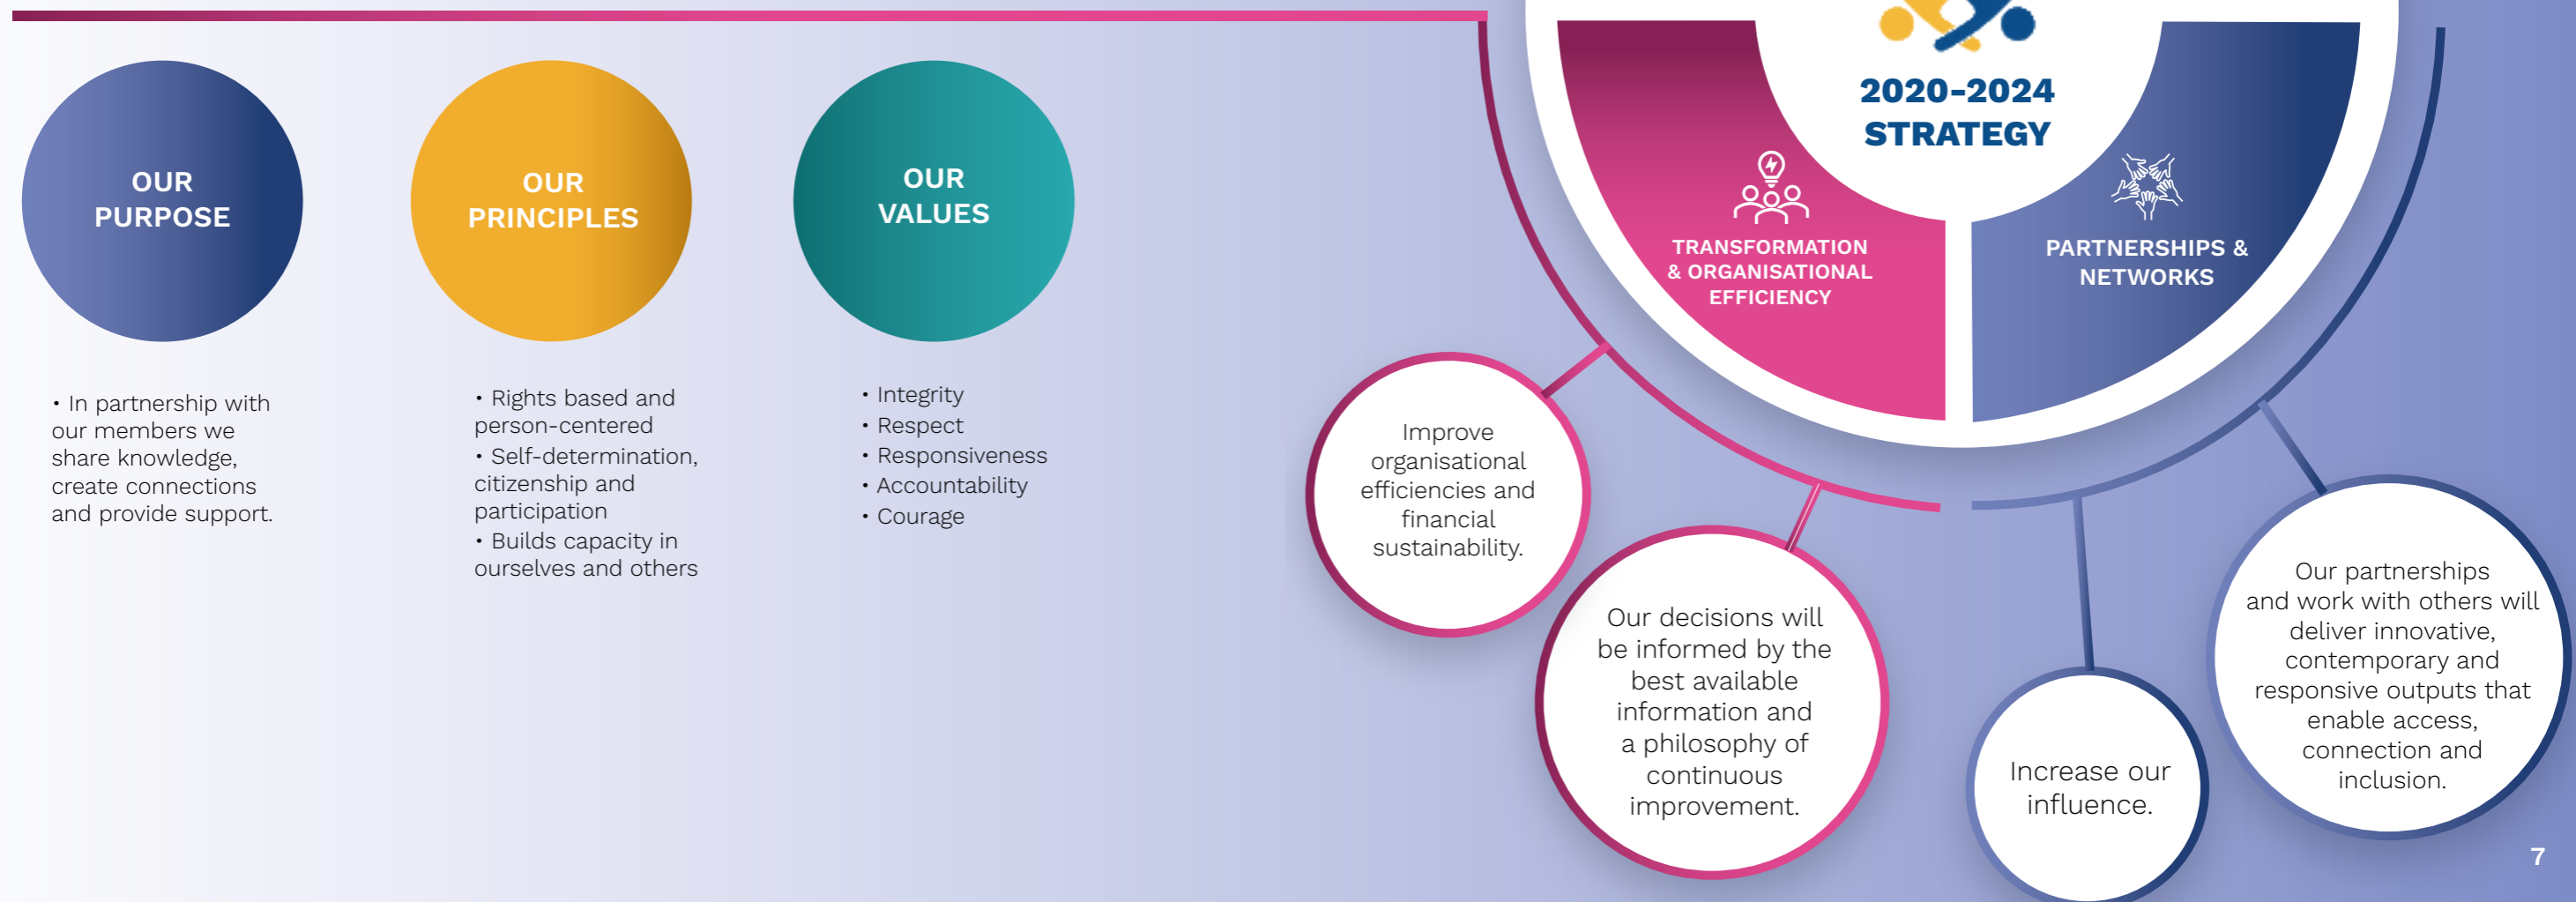 OUR
PURPOSE
• In partnership with
our members we
share knowledge,
create connections
and provide support.
OUR
PRINCIPLES
• Rights based and
person-centered
• Self-determination,
citizenship and
participation
• Builds capacity in
ourselves and others
OUR
VALUES
• Integrity
• Respect
• Responsiveness
• Accountability
• Courage
2020-2024
STRATEGY
TRANSFORMATION
& ORGANISATIONAL
EFFICIENCY
PARTNERSHIPS &
NETWORKS
Improve
organisational
efficiencies and
financial
sustainability.
Our decisions will
be informed by the
best available
information and
a philosophy of
continuous
improvement.
Increase our
influence.
Our partnerships
and work with others will
deliver innovative,
contemporary and
responsive outputs that
enable access,
connection and
inclusion.
7